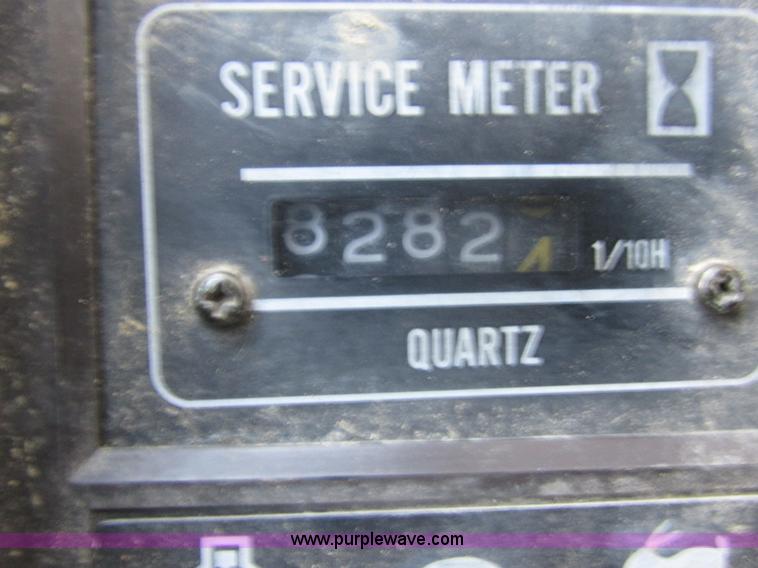 SERVICE METER
8282
1/10H
QUARTZ
www.purplewave.com